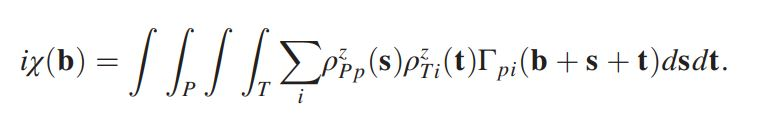 iχ(b) = ∫ ∫_P ∫ ∫_T ∑_i ρ^z_{Pp}(s)ρ^z_{Ti}(t)Γ_{pi}(b + s + t)dsdt.